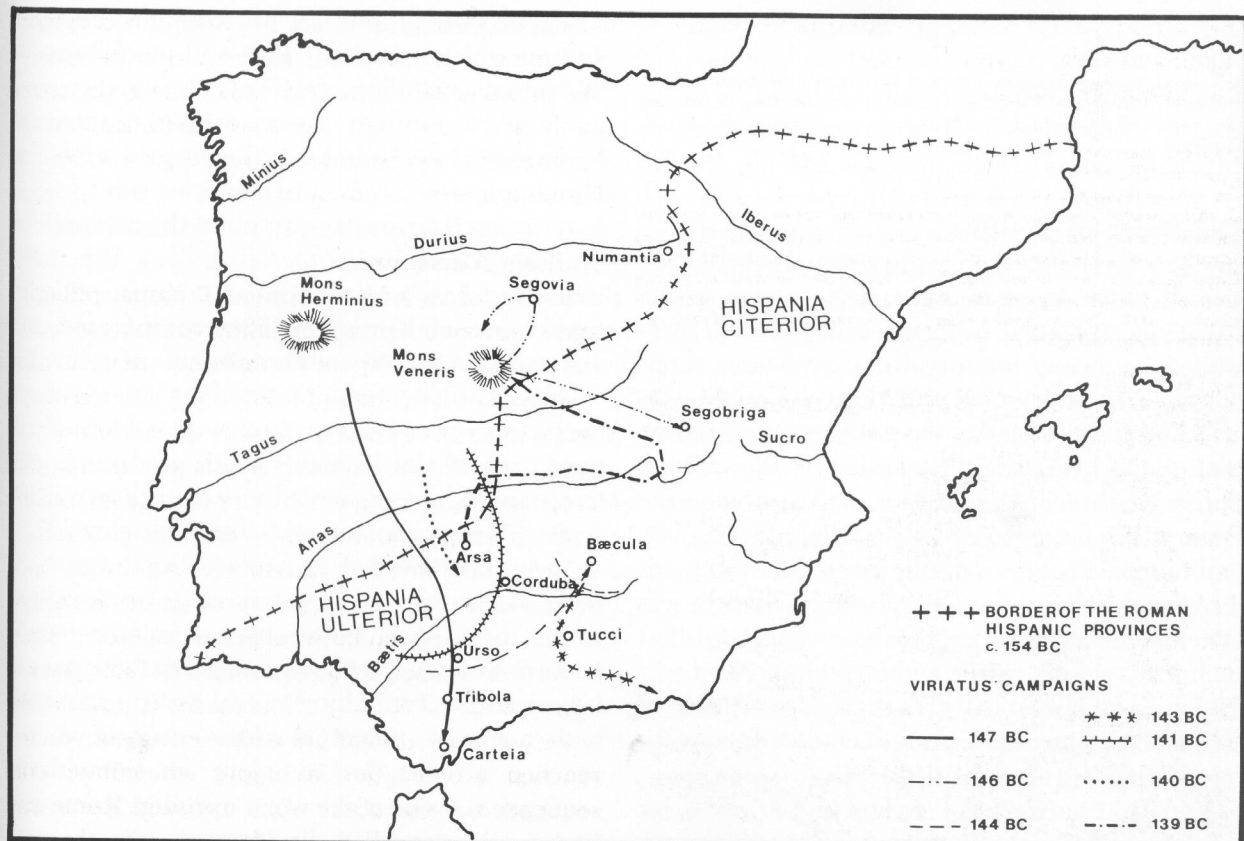 Minius
Durius
Numantia
Iberus
Mons
Herminius
Segovia
HISPANIA
CITERIOR
Mons
Veneris
Segobriga
Sucro
Tagus
Anas
Arsa
Bæcula
Corduba
HISPANIA
ULTERIOR
Tucci
Bætis
Urso
Tribola
Carteia
BORDER OF THE ROMAN
HISPANIC PROVINCES
c. 154 BC
VIRIATUS' CAMPAIGNS
143 BC
147 BC
141 BC
146 BC
140 BC
144 BC
139 BC